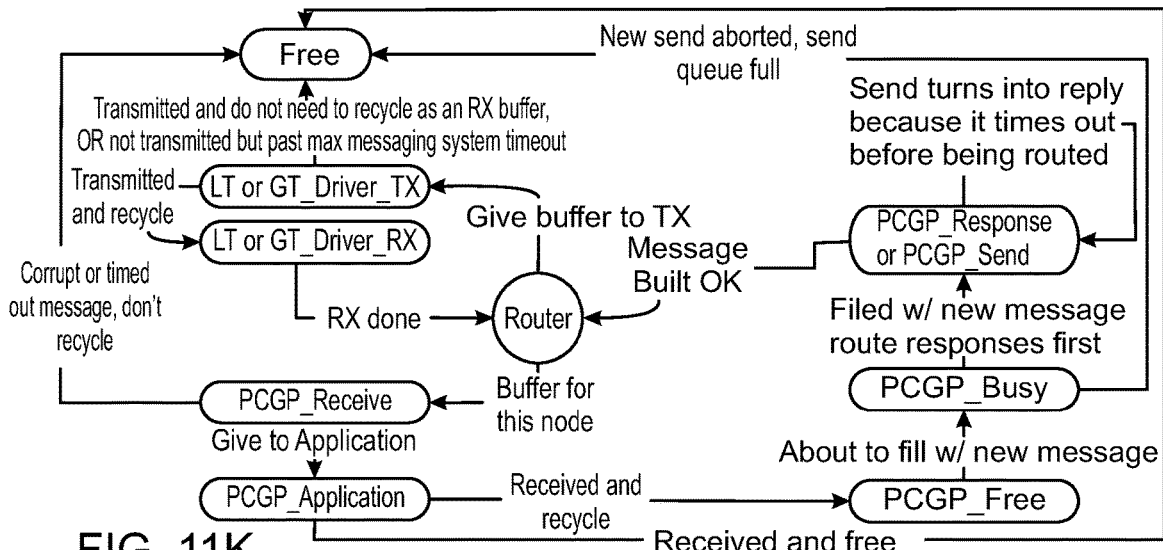 Free
New send aborted, send
queue full
Transmitted and do not need to recycle as an RX buffer,
OR not transmitted but past max messaging system timeout
Send turns into reply
because it times out
before being routed
Transmitted
and recycle
LT or GT_Driver_TX
LT or GT_Driver_RX
Give buffer to TX
Message
Built OK
PCGP_Response
or PCGP_Send
Corrupt or timed
out message, don't
recycle
RX done
Router
Filed w/ new message
route responses first
PCGP_Receive
Buffer for
this node
PCGP_Busy
Give to Application
About to fill w/ new message
PCGP_Application
Received and
recycle
PCGP_Free
FIG. 11K
Received and free